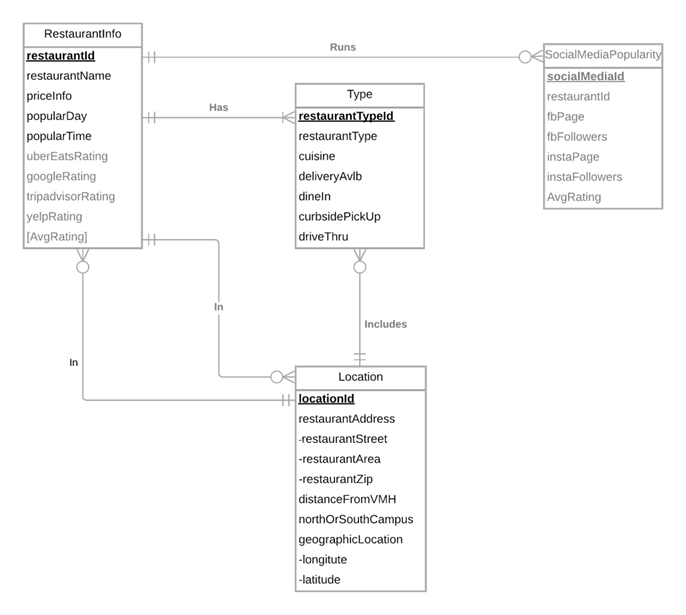 RestaurantInfo
restaurantId
restaurantName
priceInfo
popularDay
popularTime
uberEatsRating
googleRating
tripadvisorRating
yelpRating
[AvgRating]
Runs
SocialMediaPopularity
socialMediaId
restaurantId
fbPage
fbFollowers
instaPage
instaFollowers
AvgRating
Has
Type
restaurantTypeId
restaurantType
cuisine
deliveryAvlb
dineIn
curbsidePickUp
driveThru
In
Includes
In
Location
locationId
restaurantAddress
-restaurantStreet
-restaurantArea
-restaurantZip
distanceFromVMH
northOrSouthCampus
geographicLocation
-longitute
-latitude